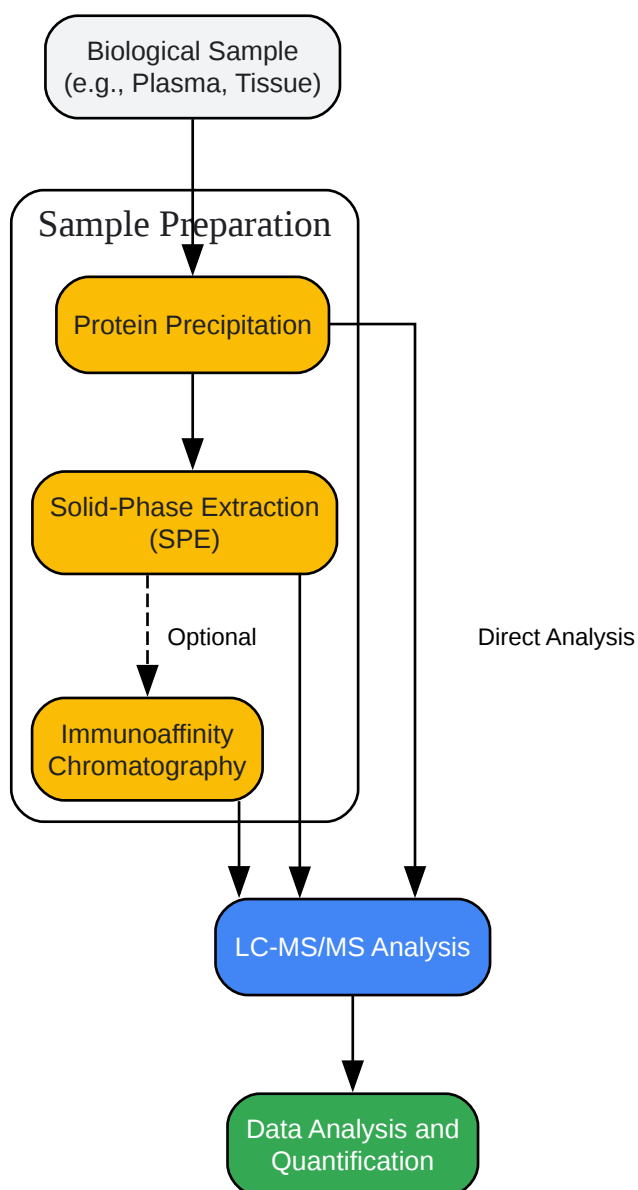 Biological Sample
(e.g., Plasma, Tissue)
Sample Preparation
Protein Precipitation
Solid-Phase Extraction
(SPE)
Optional
Direct Analysis
Immunoaffinity
Chromatography
LC-MS/MS Analysis
Data Analysis and
Quantification